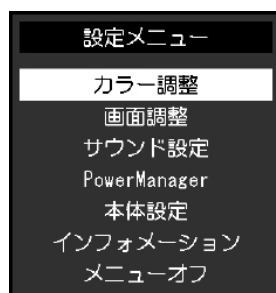 設定メニュー
カラー調整
画面調整
サウンド設定
PowerManager
本体設定
インフォメーション
メニューオフ